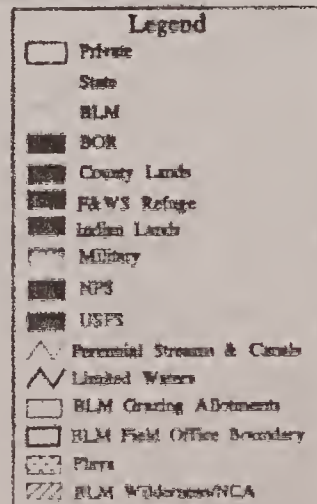 Legend
Private
State
BLM
BOR
County Lands
F&WS Refuge
Indian Lands
Military
NPS
USFS
Perennial Streams & Canals
Limited Waters
BLM Grazing Allotments
BLM Field Office Boundary
Playa
BLM Wilderness/NCA